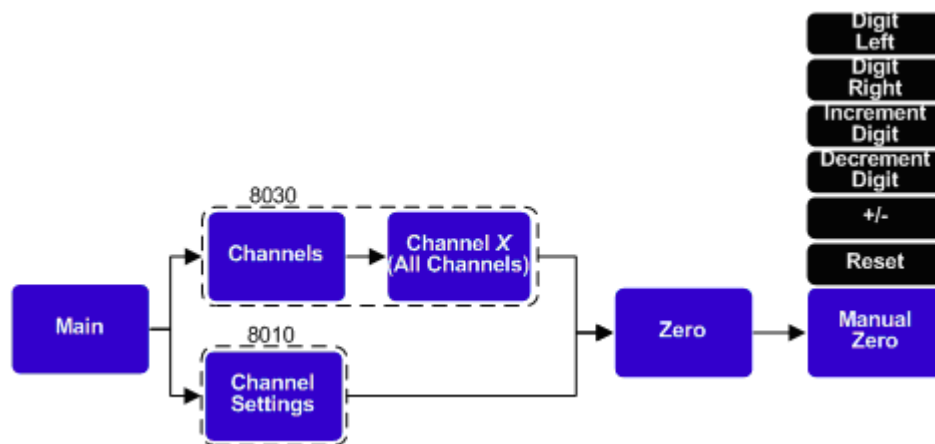 Digit
Left
Digit
Right
Increment
Digit
Decrement
Digit
+/-
Reset
8030
Channels
Channel X
(All Channels)
Main
8010
Channel
Settings
Zero
Manual
Zero